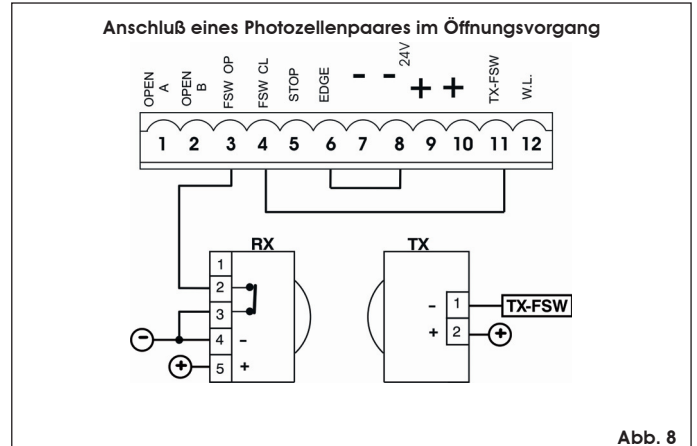 Anschluß eines Photozellenpaares im Öffnungsvorgang
OPEN A
OPEN B
FSW OP
FSW CL
STOP
EDGE
- - 24V
+ +
TX-FSW
W.L.
1 2 3 4 5 6 7 8 9 10 11 12
RX TX
1
2
3
- 4 -
+ 5 +
- 1 TX-FSW
+ 2 +
Abb. 8